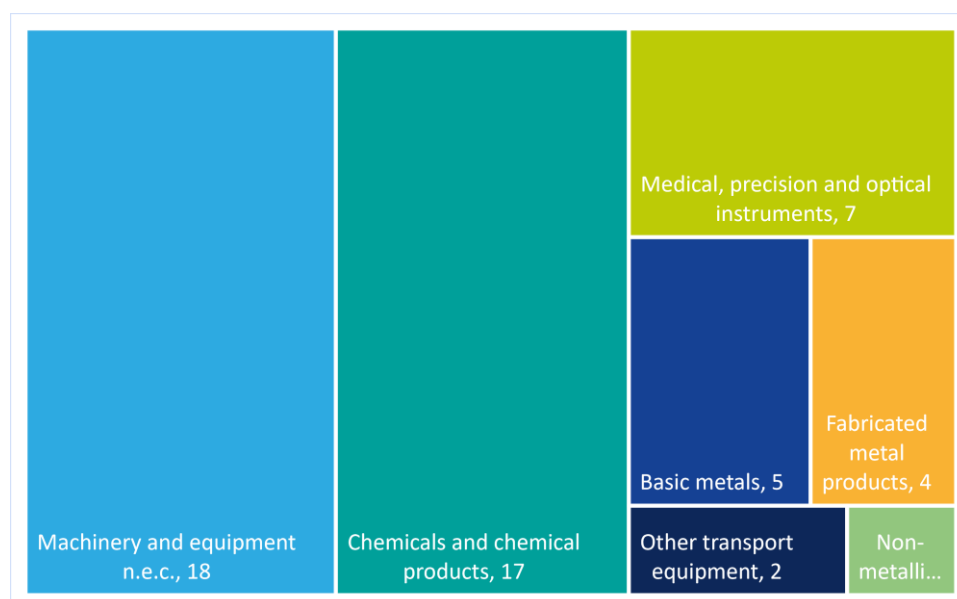 Machinery and equipment
n.e.c., 18
Chemicals and chemical
products, 17
Medical, precision and optical
instruments, 7
Basic metals, 5
Fabricated
metal
products, 4
Other transport
equipment, 2
Non-
metalli...